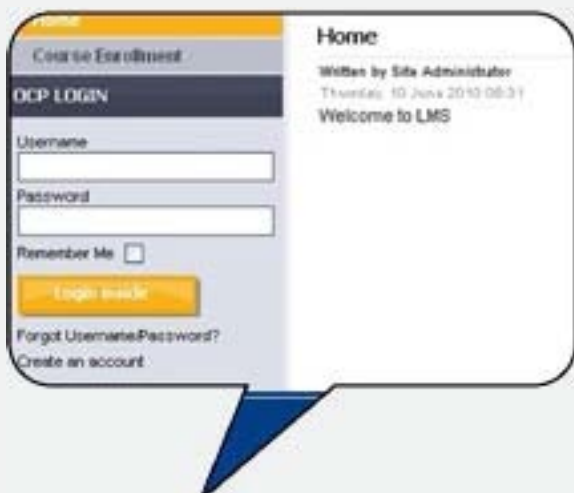 Home
Course Enrollment
OCP LOGIN
Username
Password
Remember Me
Login inside
Forgot Username/Password?
Create an account
Home
Written by Site Administrator
Thursday, 10 June 2010 08:31
Welcome to LMS